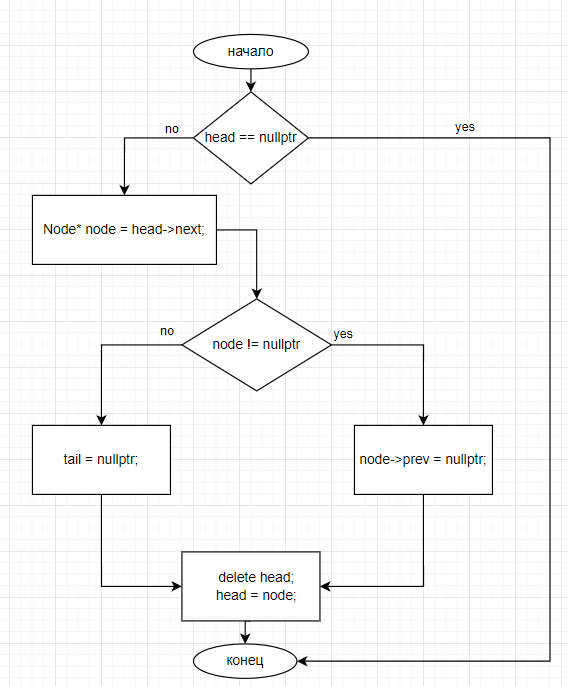 начало
head == nullptr
no
yes
Node* node = head->next;
node != nullptr
no
yes
tail = nullptr;
node->prev = nullptr;
delete head;
head = node;
конец